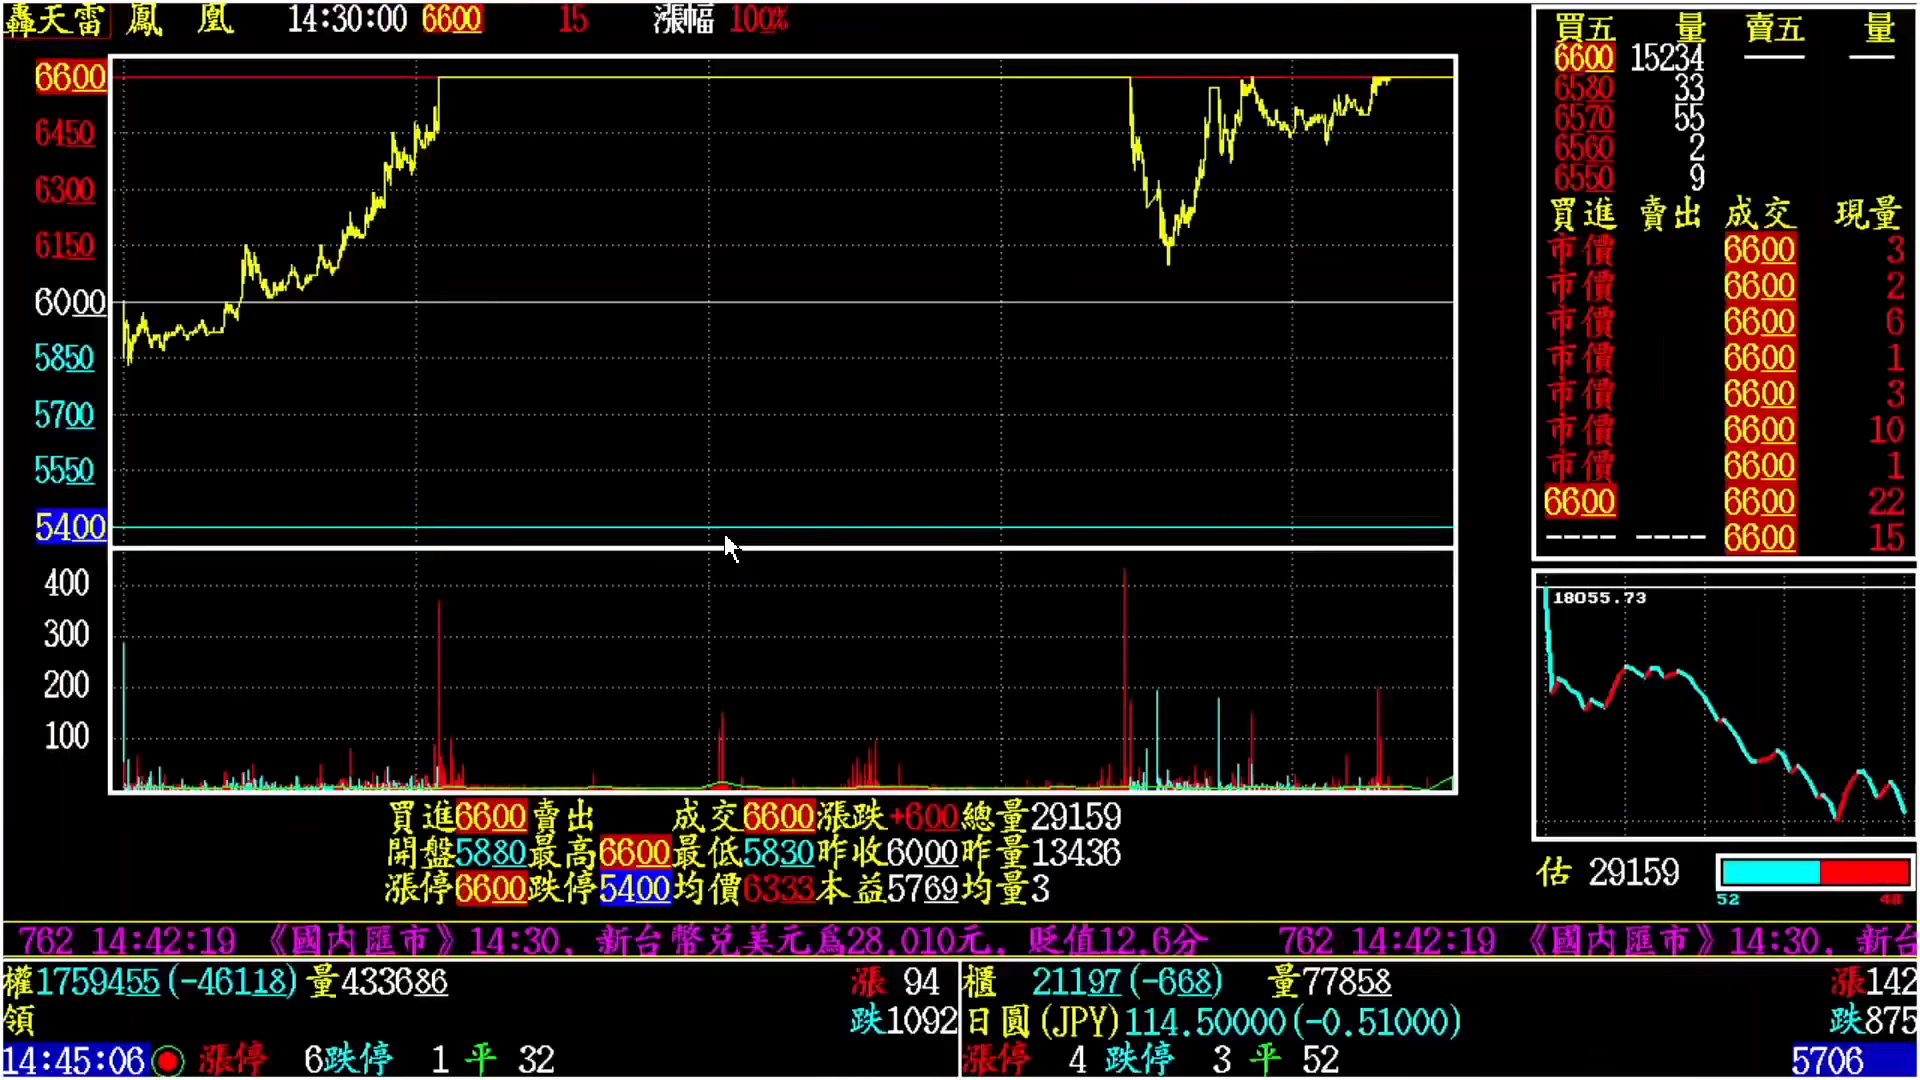 轟天雷 鳳 凰 14:30:00 6600 15 漲幅 100%
6600
6450
6300
6150
6000
5850
5700
5550
5400
400
300
200
100
買進6600賣出 成交6600漲跌+600總量29159
開盤5880最高6600最低5830昨收6000昨量13436
漲停6600跌停5400均價6333本益5769均量3
買五 量 賣五 量
6600 15234 —— ——
6580 33
6570 55
6560 2
6550 9
買進 賣出 成交 現量
市價 6600 3
市價 6600 2
市價 6600 6
市價 6600 1
市價 6600 3
市價 6600 10
市價 6600 1
6600 6600 22
---- ---- 6600 15
18055.73
估 29159
52 48
762 14:42:19 《國內匯市》14:30, 新台幣兌美元為28.010元, 貶值12.6分 762 14:42:19 《國內匯市》14:30, 新台
權1759455(-46118)量433686 漲 94
領 跌1092
14:45:06 漲停 6跌停 1 平 32
櫃 21197(-668) 量77858 漲142
日圓(JPY)114.50000(-0.51000) 跌875
漲停 4 跌停 3 平 52 5706